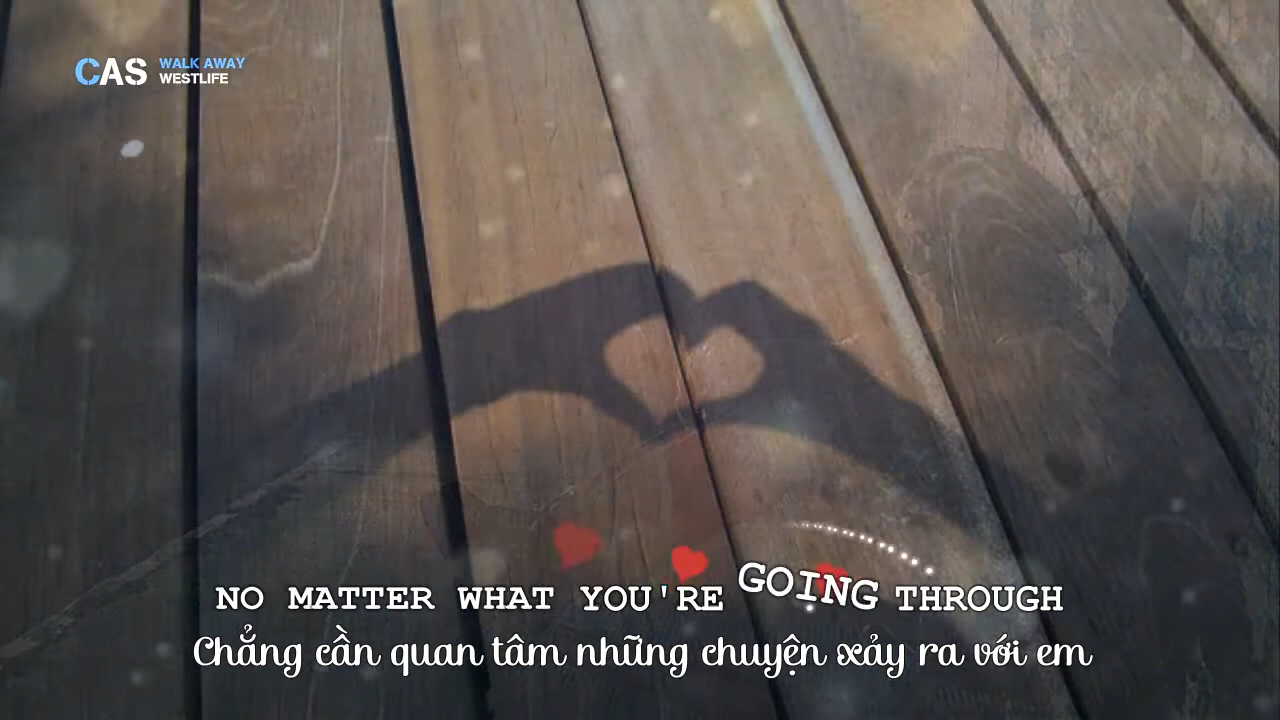 CAS WALK AWAY
WESTLIFE
NO MATTER WHAT YOU'RE GOING THROUGH
Chẳng cần quan tâm những chuyện xảy ra với em